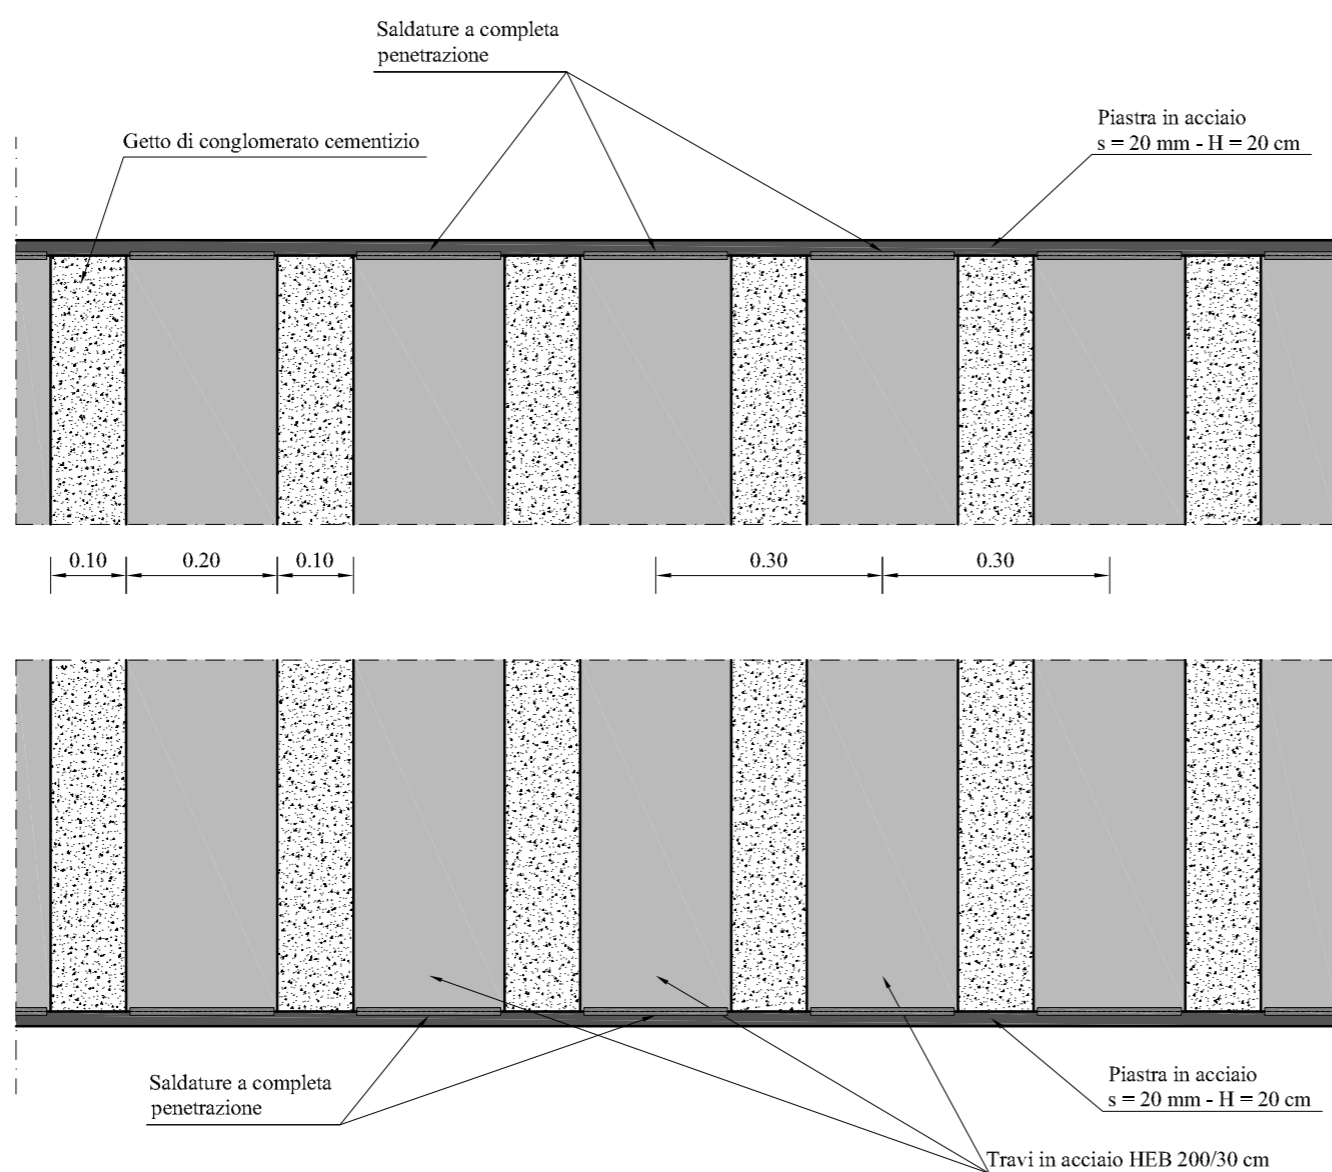 Saldature a completa
penetrazione
Piastra in acciaio
s = 20 mm - H = 20 cm
Getto di conglomerato cementizio
0.10
0.20
0.10
0.30
0.30
Saldature a completa
penetrazione
Piastra in acciaio
s = 20 mm - H = 20 cm
Travi in acciaio HEB 200/30 cm